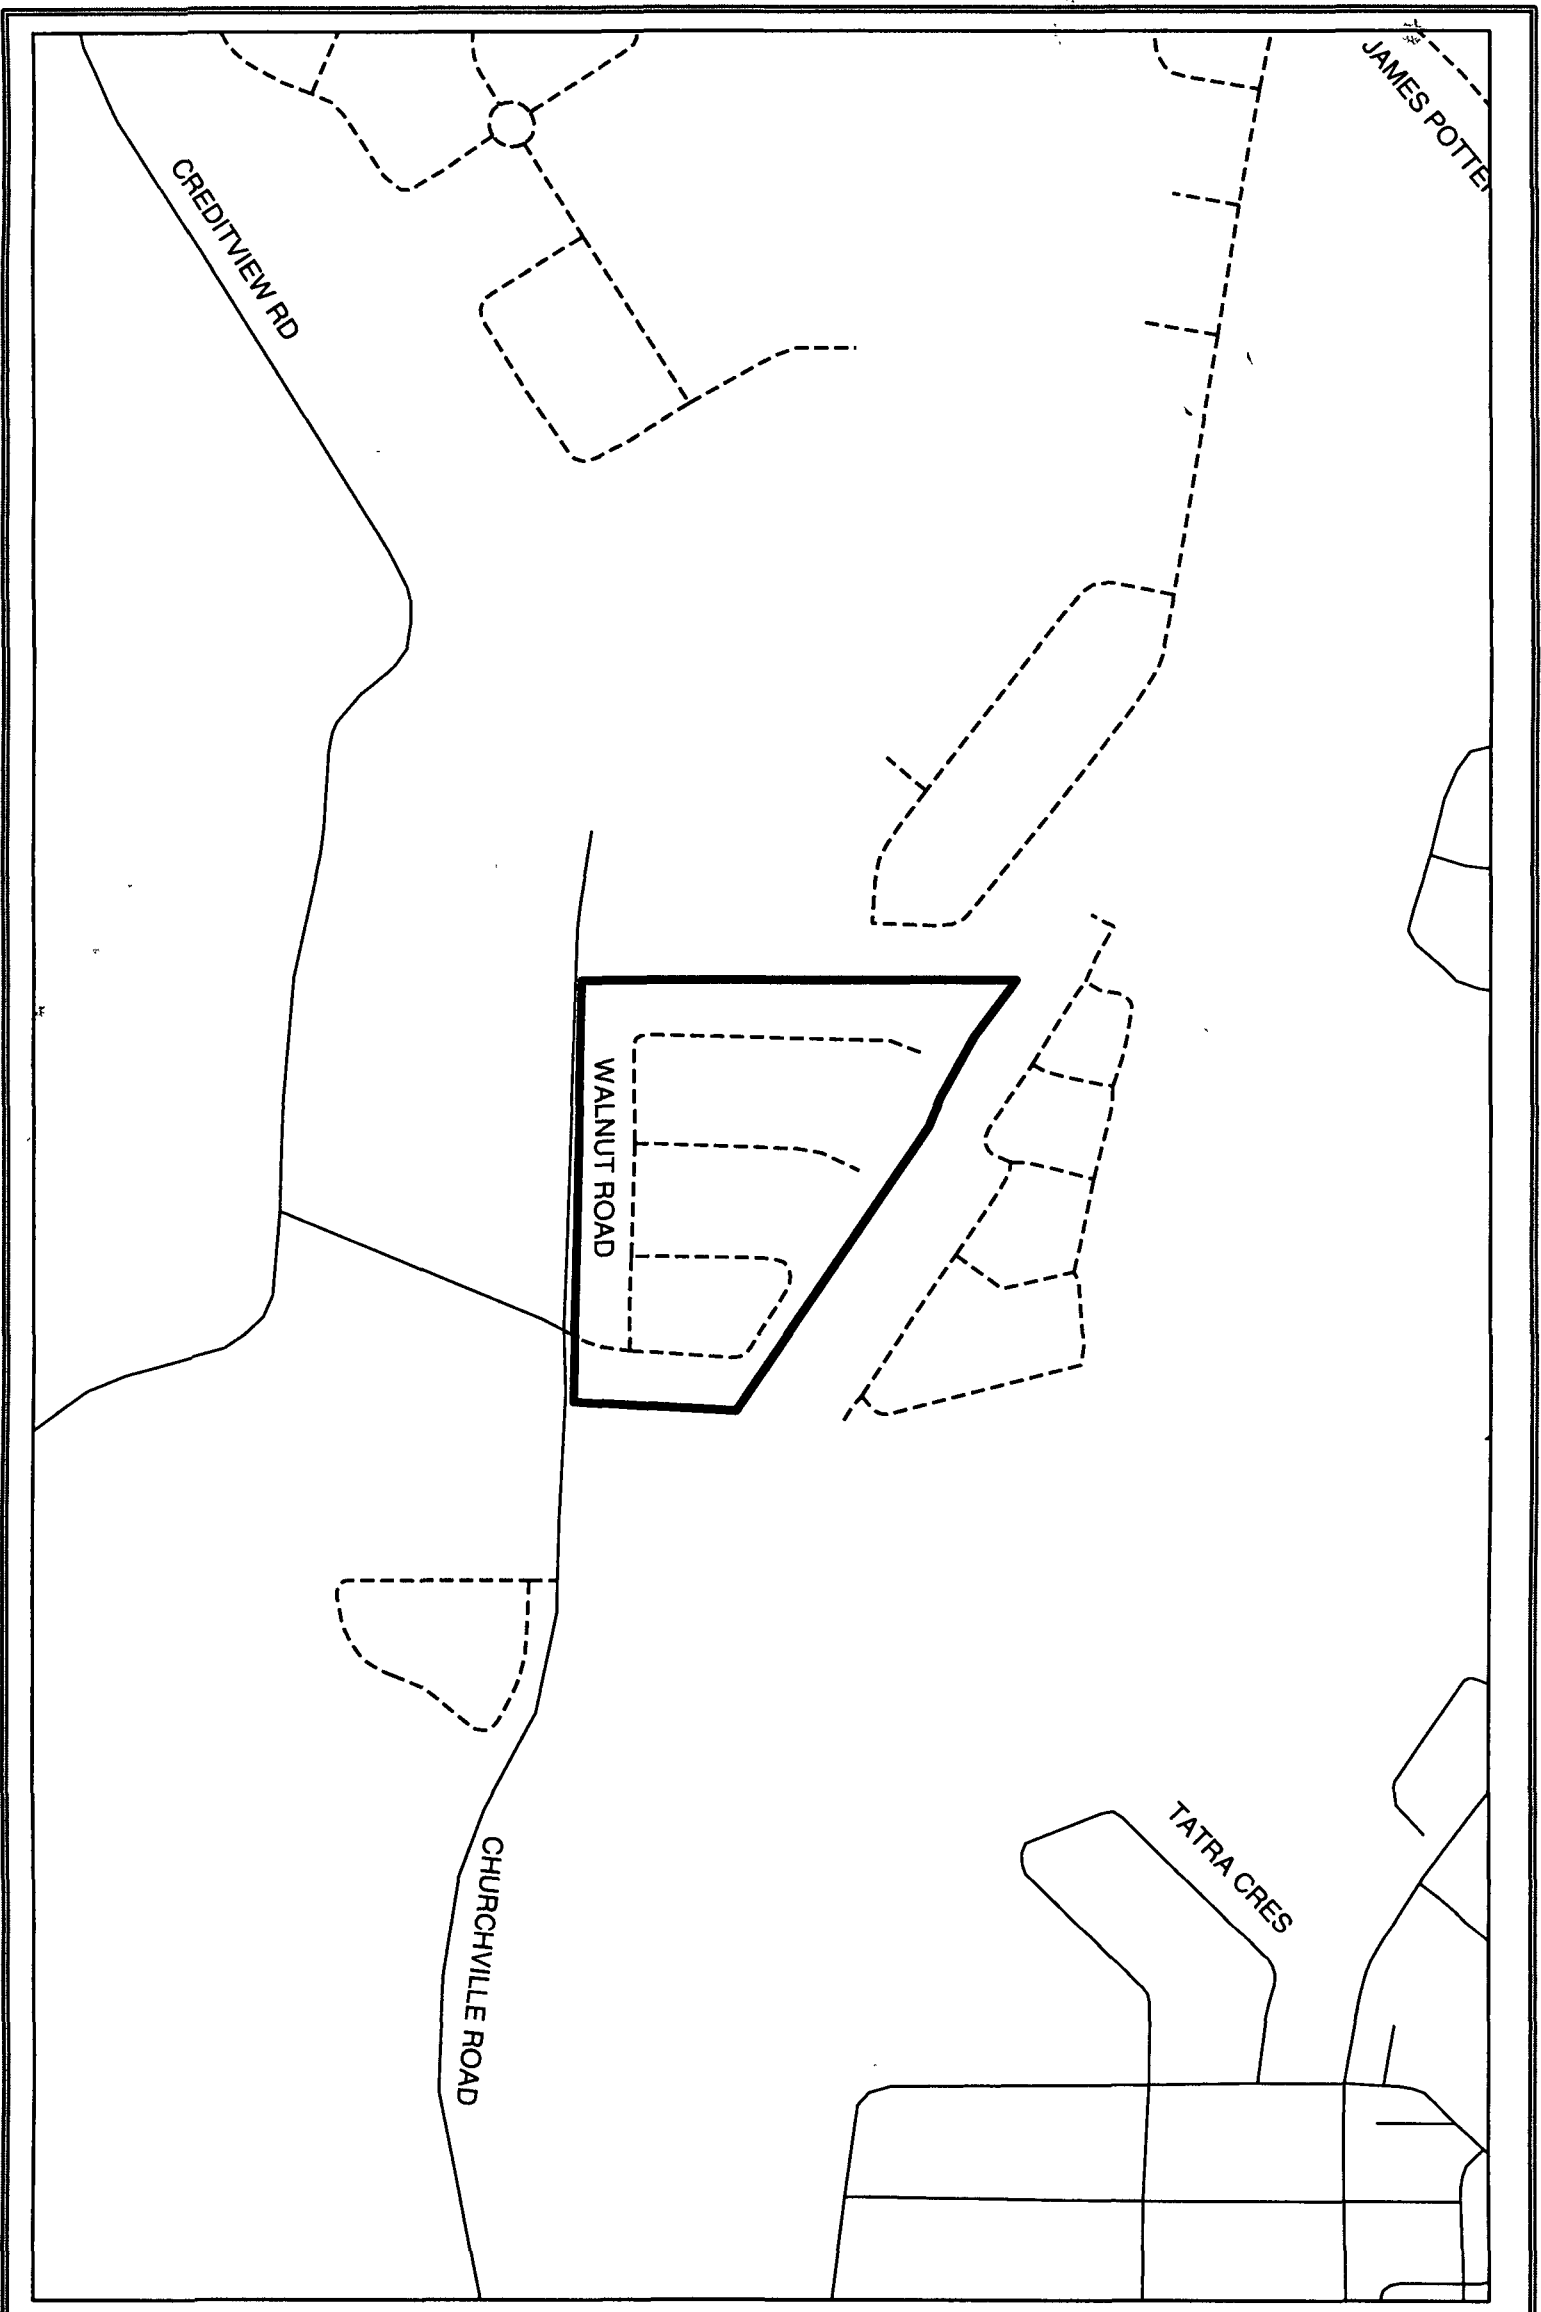 JAMES POTTER
CREDITVIEW RD
WALNUT ROAD
TATRA CRES
CHURCHVILLE ROAD